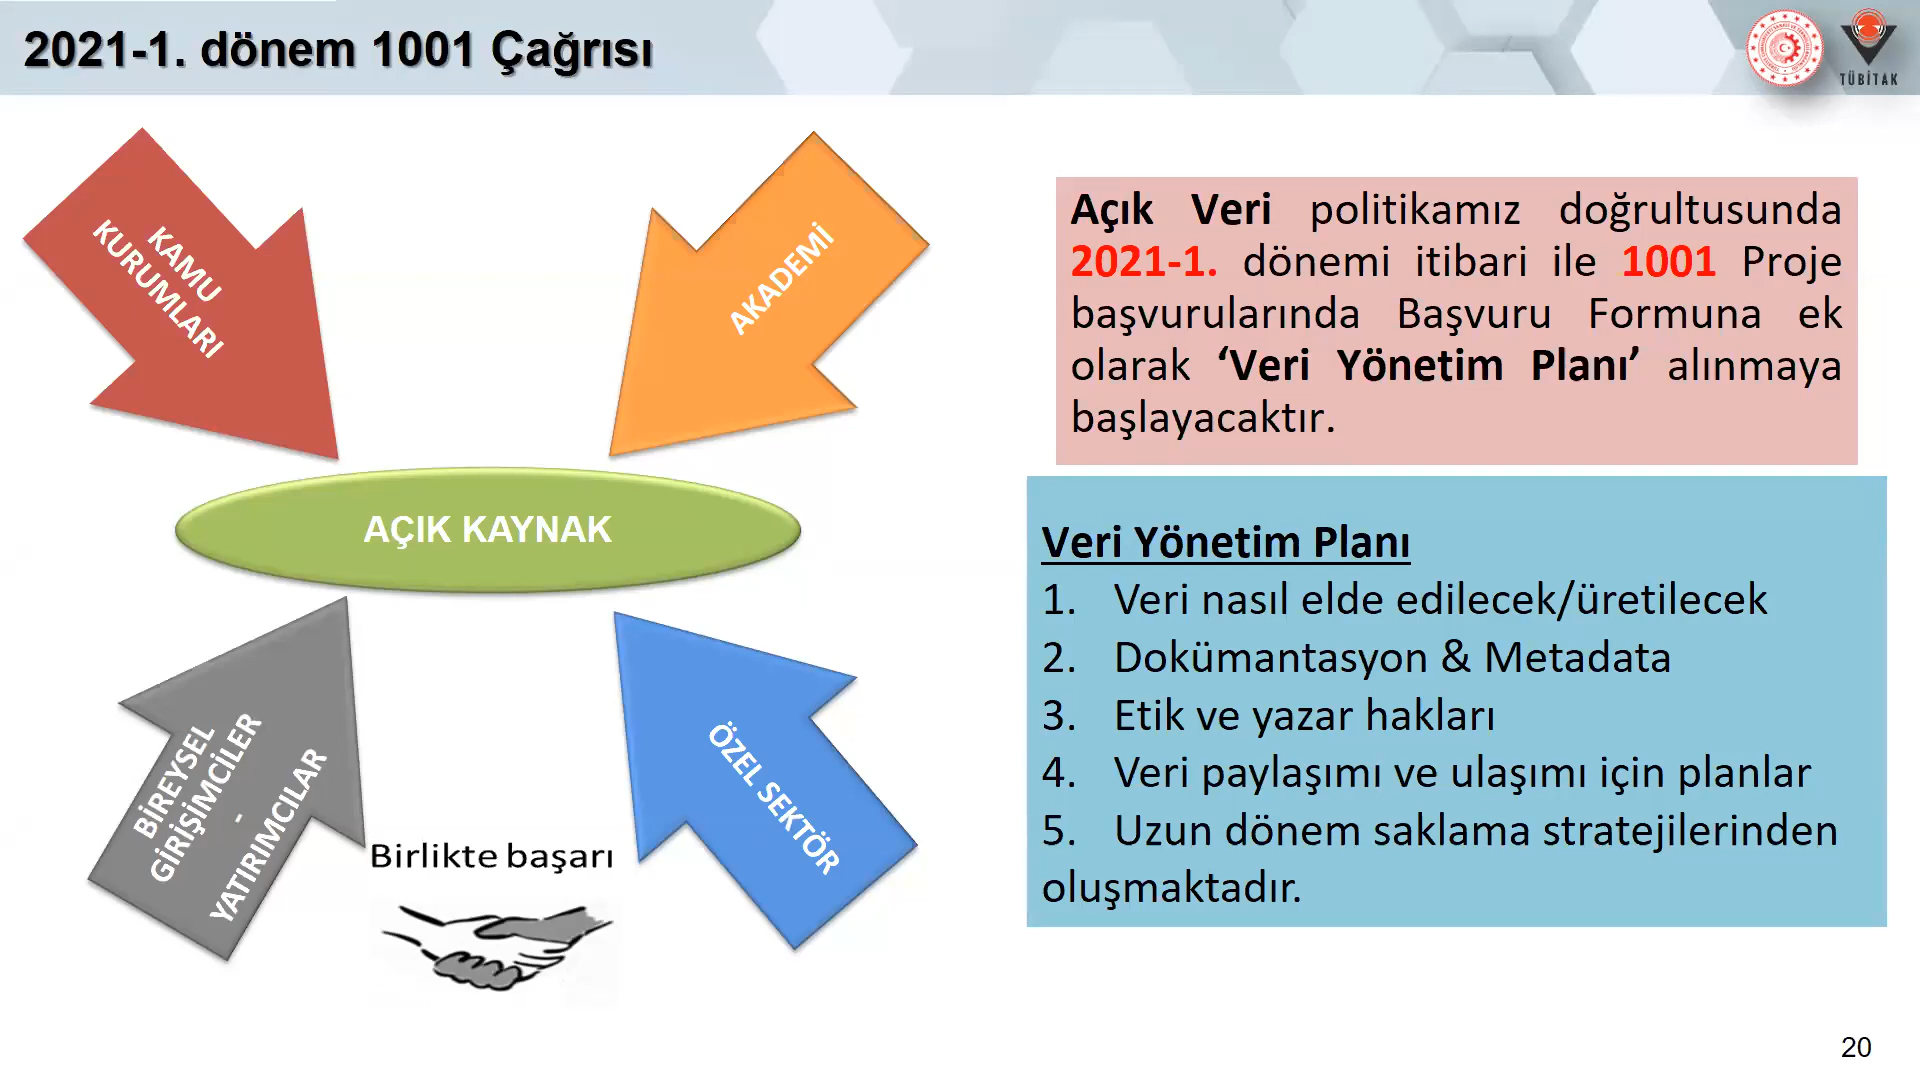 2021-1. dönem 1001 Çağrısı
TÜBİTAK
KAMU
KURUMLARI
AKADEMİ
AÇIK KAYNAK
BİREYSEL
GİRİŞİMCİLER
-
YATIRIMCILAR
ÖZEL SEKTÖR
Birlikte başarı
Açık Veri politikamız doğrultusunda
2021-1. dönemi itibari ile 1001 Proje
başvurularında Başvuru Formuna ek
olarak ‘Veri Yönetim Planı’ alınmaya
başlayacaktır.
Veri Yönetim Planı
1. Veri nasıl elde edilecek/üretilecek
2. Dokümantasyon & Metadata
3. Etik ve yazar hakları
4. Veri paylaşımı ve ulaşımı için planlar
5. Uzun dönem saklama stratejilerinden
oluşmaktadır.
20